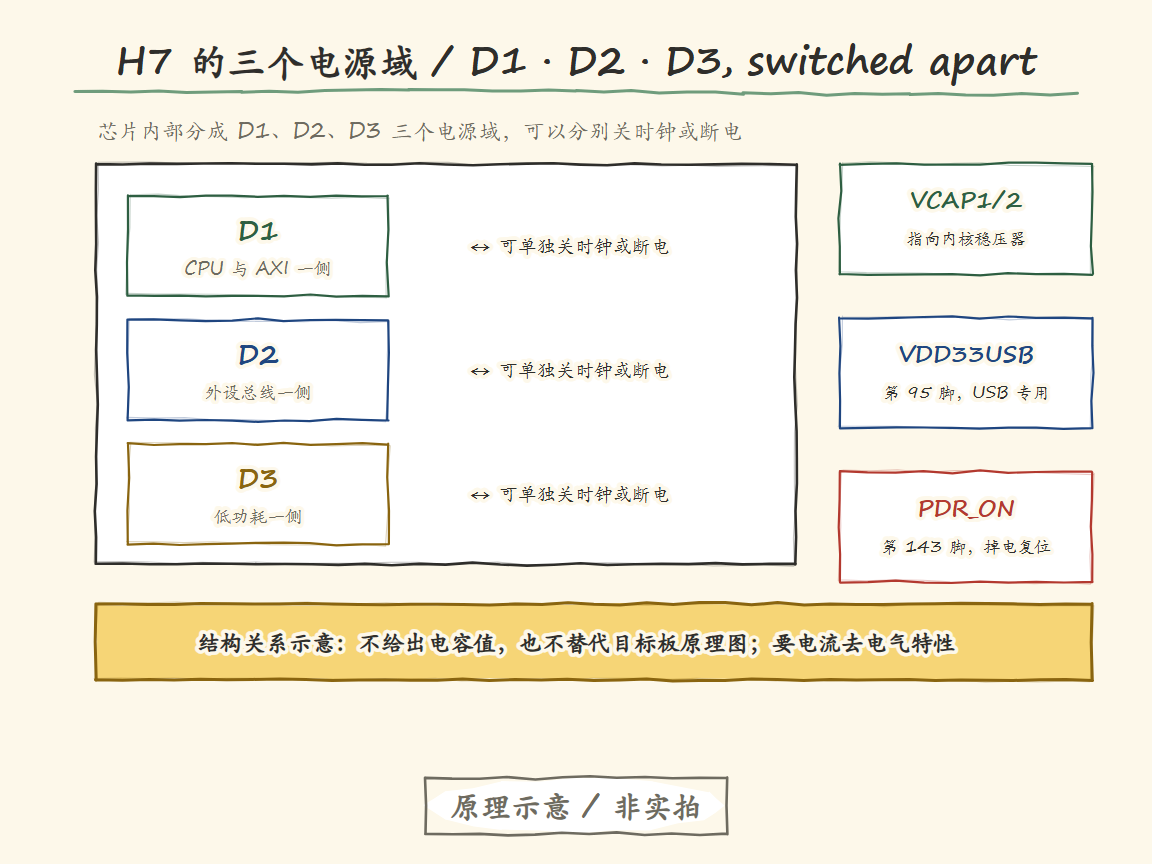 H7 的三个电源域 / D1 · D2 · D3, switched apart
芯片内部分成 D1、D2、D3 三个电源域，可以分别关时钟或断电
D1
CPU 与 AXI 一侧
↔ 可单独关时钟或断电
D2
外设总线一侧
↔ 可单独关时钟或断电
D3
低功耗一侧
↔ 可单独关时钟或断电
VCAP1/2
指向内核稳压器
VDD33USB
第 95 脚，USB 专用
PDR_ON
第 143 脚，掉电复位
结构关系示意：不给出电容值，也不替代目标板原理图；要电流去电气特性
原理示意 / 非实拍